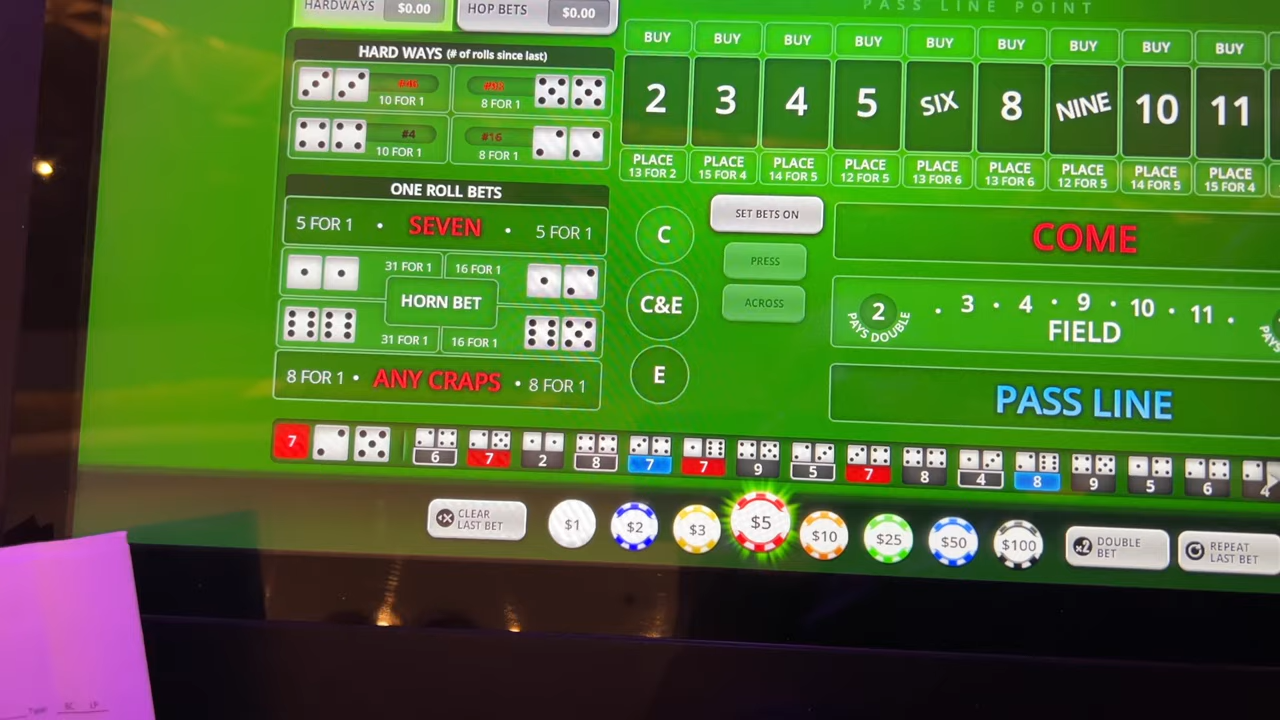 HARDWAYS $0.00
HOP BETS $0.00
PASS LINE POINT
HARD WAYS (# of rolls since last)
10 FOR 1
8 FOR 1
#4
10 FOR 1
#16
8 FOR 1
BUY BUY BUY BUY BUY BUY BUY BUY BUY
2 3 4 5 SIX 8 NINE 10 11
PLACE PLACE PLACE PLACE PLACE PLACE PLACE PLACE PLACE
13 FOR 2 15 FOR 4 14 FOR 5 12 FOR 5 13 FOR 6 13 FOR 6 12 FOR 5 14 FOR 5 15 FOR 4
ONE ROLL BETS
5 FOR 1 • SEVEN • 5 FOR 1
31 FOR 1 16 FOR 1
HORN BET
31 FOR 1 16 FOR 1
8 FOR 1 • ANY CRAPS • 8 FOR 1
C
C&E
E
SET BETS ON
PRESS
ACROSS
COME
2 • 3 • 4 • 9 • 10 • 11 •
PAYS DOUBLE
FIELD
PAYS
PASS LINE
7 6 7 2 8 7 7 9 5 7 8 4 8 9 5 6 4
CLEAR
LAST BET
$1 $2 $3 $5 $10 $25 $50 $100
x2 DOUBLE
BET
REPEAT
LAST BET